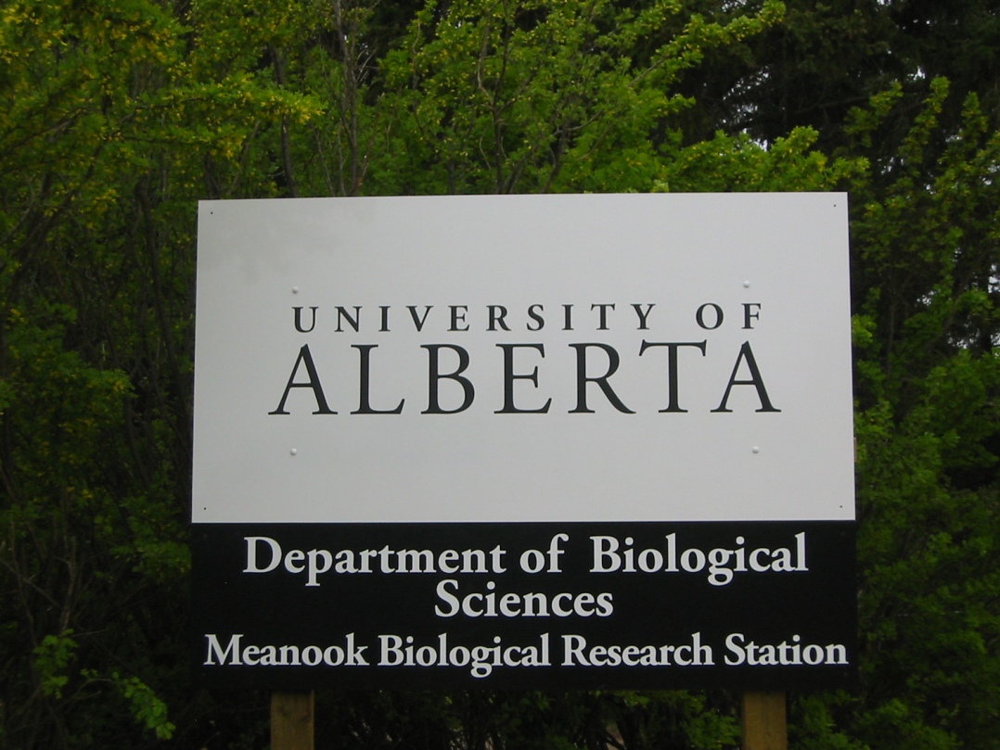 UNIVERSITY OF
ALBERTA
Department of Biological
Sciences
Meanook Biological Research Station